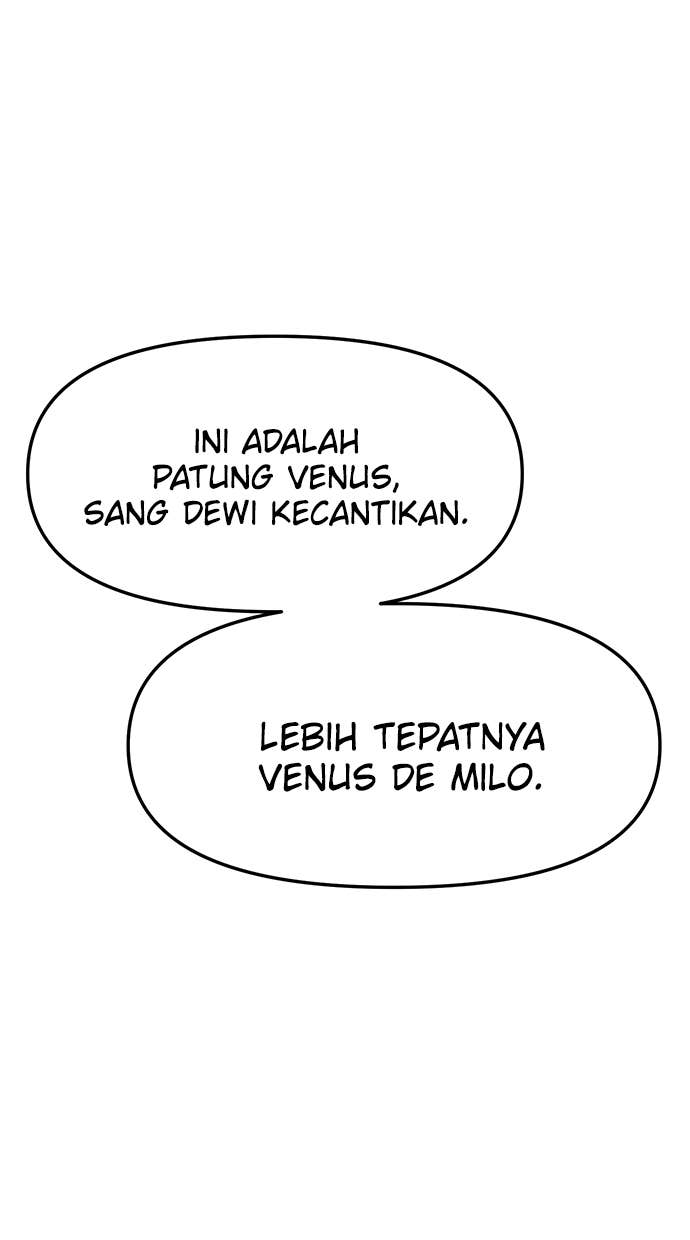 INI ADALAH
PATUNG VENUS,
SANG DEWI KECANTIKAN.
LEBIH TEPATNYA
VENUS DE MILO.